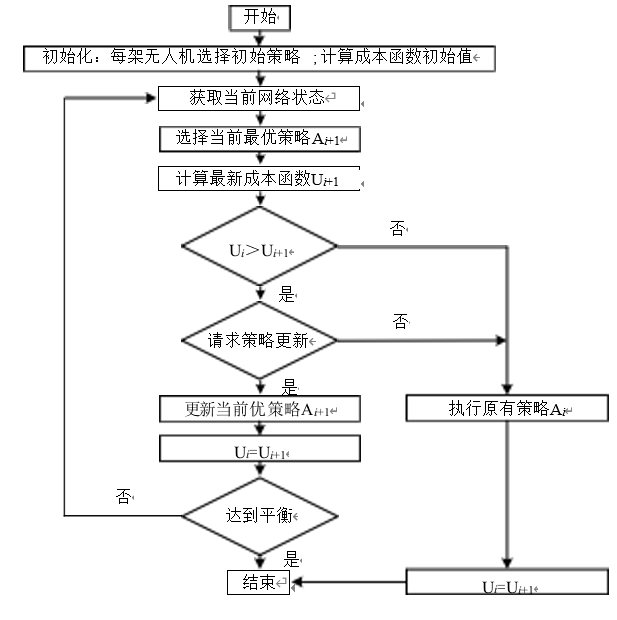 开始
初始化：每架无人机选择初始策略；计算成本函数初始值
获取当前网络状态
选择当前最优策略Ai+1
计算最新成本函数Ui+1
否
Ui＞Ui+1
是
否
请求策略更新
是
更新当前优策略Ai+1
执行原有策略Ai
Ui=Ui+1
否
达到平衡
是
结束
Ui=Ui+1